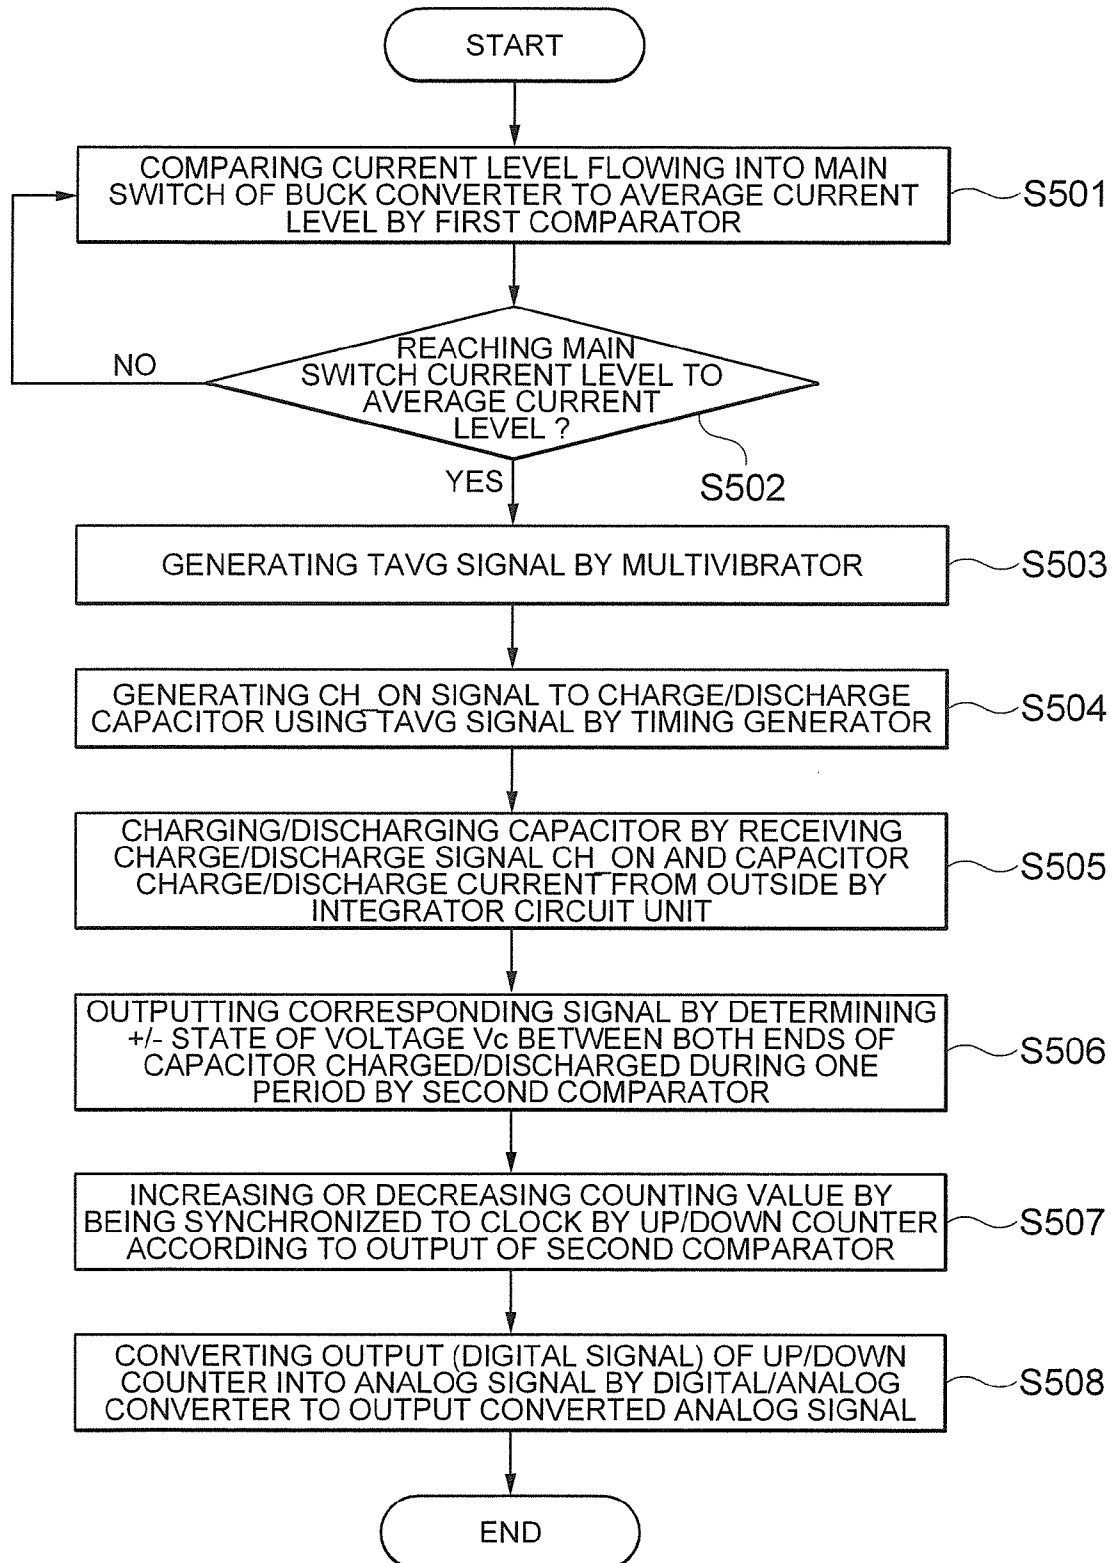 START
COMPARING CURRENT LEVEL FLOWING INTO MAIN
SWITCH OF BUCK CONVERTER TO AVERAGE CURRENT
LEVEL BY FIRST COMPARATOR
S501
REACHING MAIN
SWITCH CURRENT LEVEL TO
AVERAGE CURRENT
LEVEL ?
NO
S502
YES
GENERATING TAVG SIGNAL BY MULTIVIBRATOR
S503
GENERATING CH_ON SIGNAL TO CHARGE/DISCHARGE
CAPACITOR USING TAVG SIGNAL BY TIMING GENERATOR
S504
CHARGING/DISCHARGING CAPACITOR BY RECEIVING
CHARGE/DISCHARGE SIGNAL CH_ON AND CAPACITOR
CHARGE/DISCHARGE CURRENT FROM OUTSIDE BY
INTEGRATOR CIRCUIT UNIT
S505
OUTPUTTING CORRESPONDING SIGNAL BY DETERMINING
+/- STATE OF VOLTAGE Vc BETWEEN BOTH ENDS OF
CAPACITOR CHARGED/DISCHARGED DURING ONE
PERIOD BY SECOND COMPARATOR
S506
INCREASING OR DECREASING COUNTING VALUE BY
BEING SYNCHRONIZED TO CLOCK BY UP/DOWN COUNTER
ACCORDING TO OUTPUT OF SECOND COMPARATOR
S507
CONVERTING OUTPUT (DIGITAL SIGNAL) OF UP/DOWN
COUNTER INTO ANALOG SIGNAL BY DIGITAL/ANALOG
CONVERTER TO OUTPUT CONVERTED ANALOG SIGNAL
S508
END